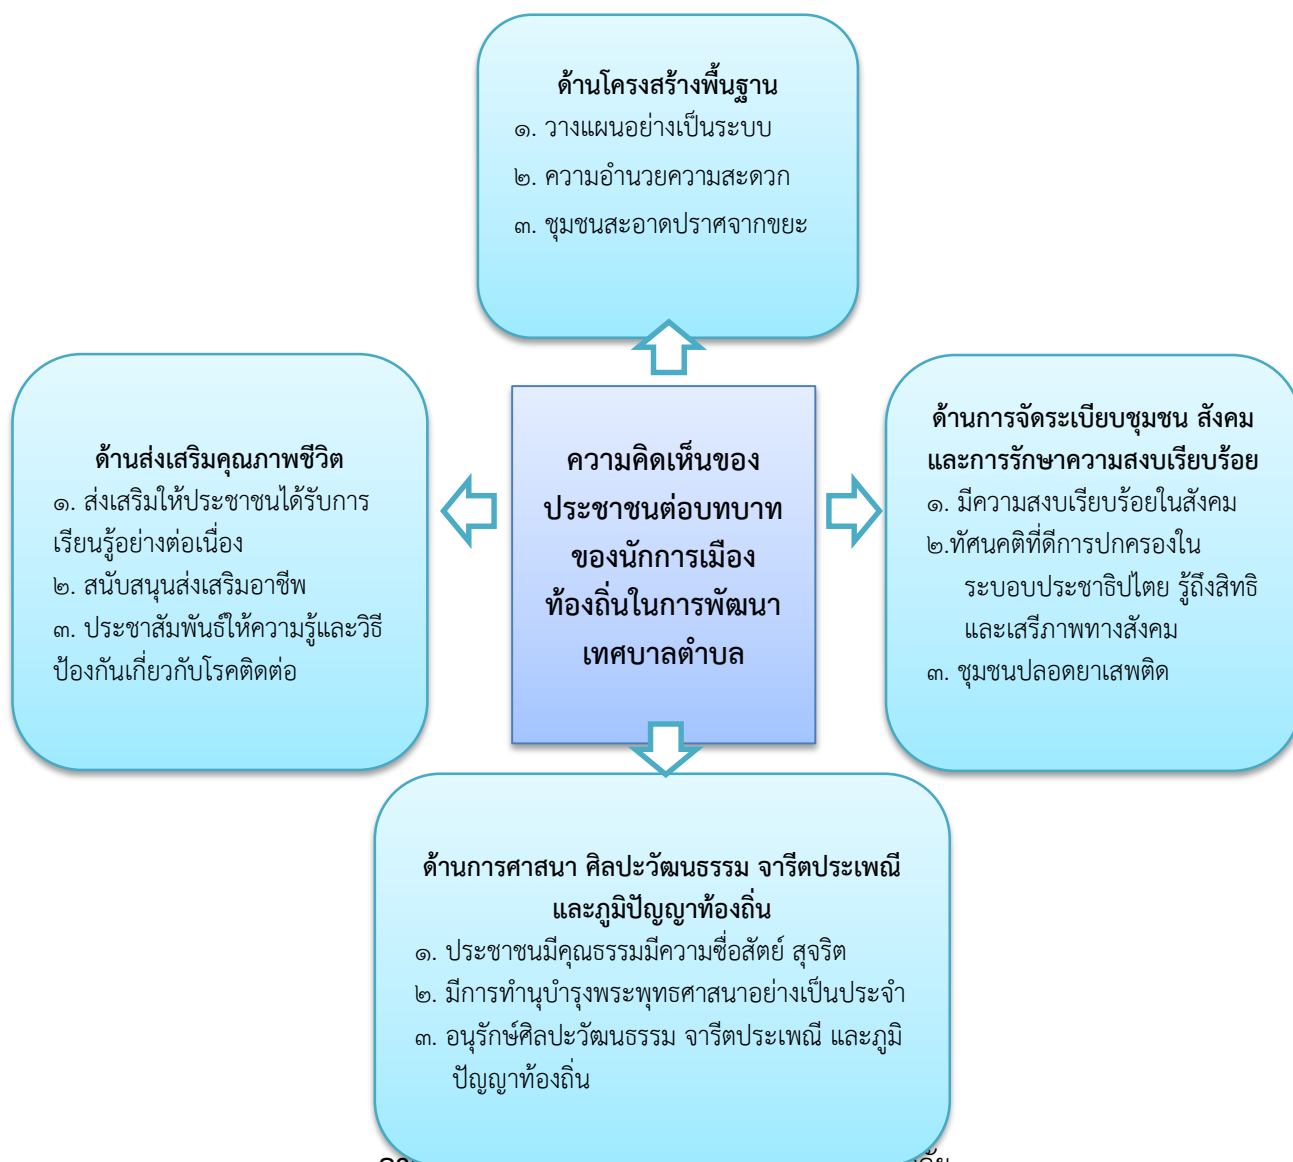 ด้านโครงสร้างพื้นฐาน
๑. วางแผนอย่างเป็นระบบ
๒. ความอำนวยความสะดวก
๓. ชุมชนสะอาดปราศจากขยะ
ด้านส่งเสริมคุณภาพชีวิต
๑. ส่งเสริมให้ประชาชนได้รับการ
เรียนรู้อย่างต่อเนื่อง
๒. สนับสนุนส่งเสริมอาชีพ
๓. ประชาสัมพันธ์ให้ความรู้และวิธี
ป้องกันเกี่ยวกับโรคติดต่อ
ความคิดเห็นของ
ประชาชนต่อบทบาท
ของนักการเมือง
ท้องถิ่นในการพัฒนา
เทศบาลตำบล
ด้านการจัดระเบียบชุมชน สังคม
และการรักษาความสงบเรียบร้อย
๑. มีความสงบเรียบร้อยในสังคม
๒.ทัศนคติที่ดีการปกครองใน
ระบอบประชาธิปไตย รู้ถึงสิทธิ
และเสรีภาพทางสังคม
๓. ชุมชนปลอดยาเสพติด
ด้านการศาสนา ศิลปะวัฒนธรรม จารีตประเพณี
และภูมิปัญญาท้องถิ่น
๑. ประชาชนมีคุณธรรมมีความซื่อสัตย์ สุจริต
๒. มีการทำนุบำรุงพระพุทธศาสนาอย่างเป็นประจำ
๓. อนุรักษ์ศิลปะวัฒนธรรม จารีตประเพณี และภูมิ
ปัญญาท้องถิ่น